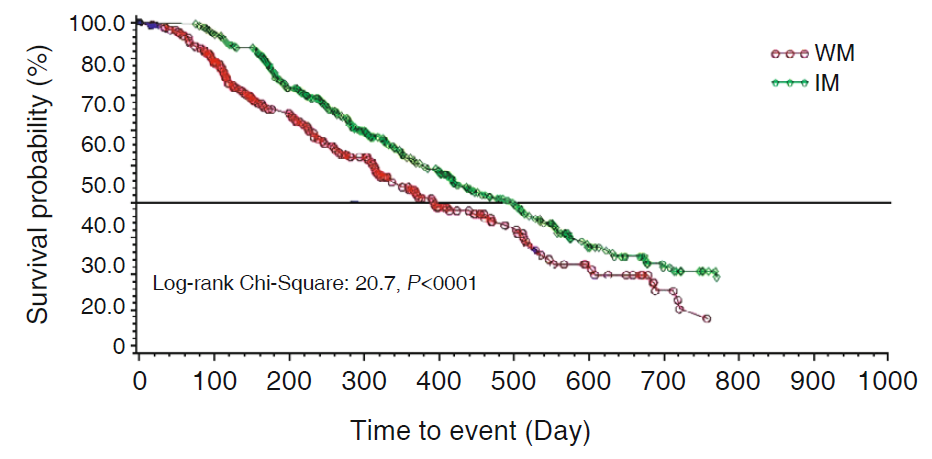 100.0
80.0
70.0
60.0
50.0
40.0
30.0
20.0
0
Survival probability (%)
WM
IM
Log-rank Chi-Square: 20.7, P<0001
0 100 200 300 400 500 600 700 800 900 1000
Time to event (Day)